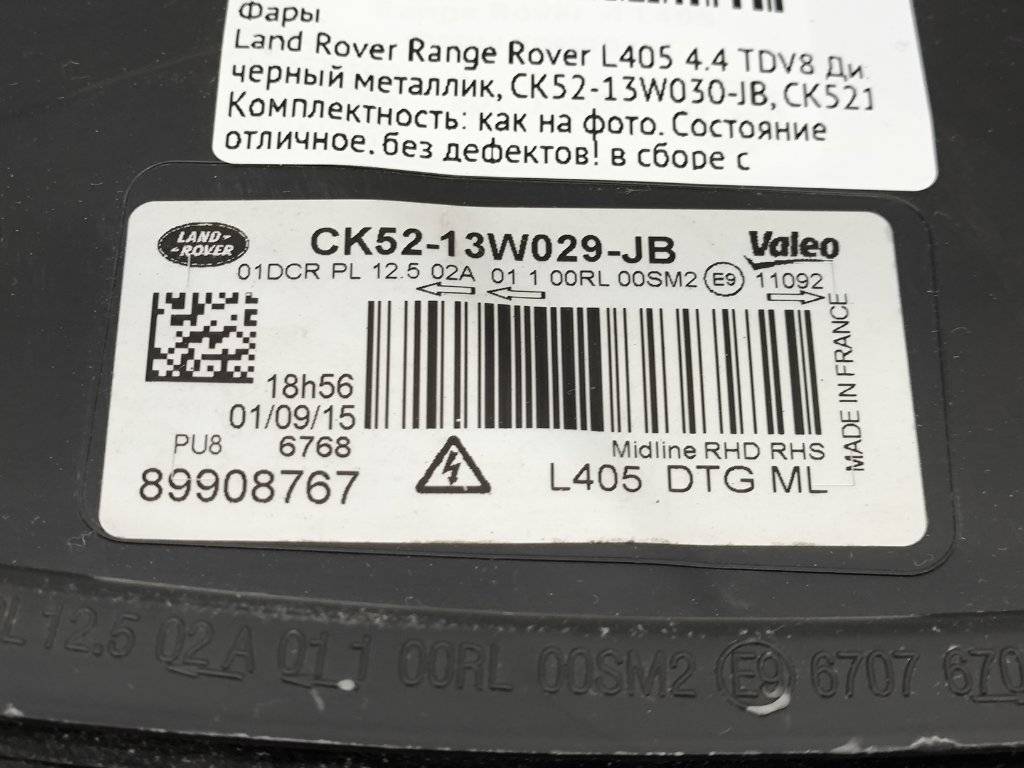 Фары
Land Rover Range Rover L405 4.4 TDV8 Ди
черный металлик, CK52-13W030-JB, CK521
Комплектность: как на фото. Состояние
отличное. без дефектов! в сборе с
LAND-
-ROVER
CK52-13W029-JB
Valeo
01DCR PL 12.5 02A 01 1 00RL 00SM2 E9 11092
18h56
01/09/15
PU8 6768
89908767
Midline RHD RHS
L405 DTG ML
MADE IN FRANCE
L 12.5 02A 01 1 00RL 00SM2 E9 6707 670